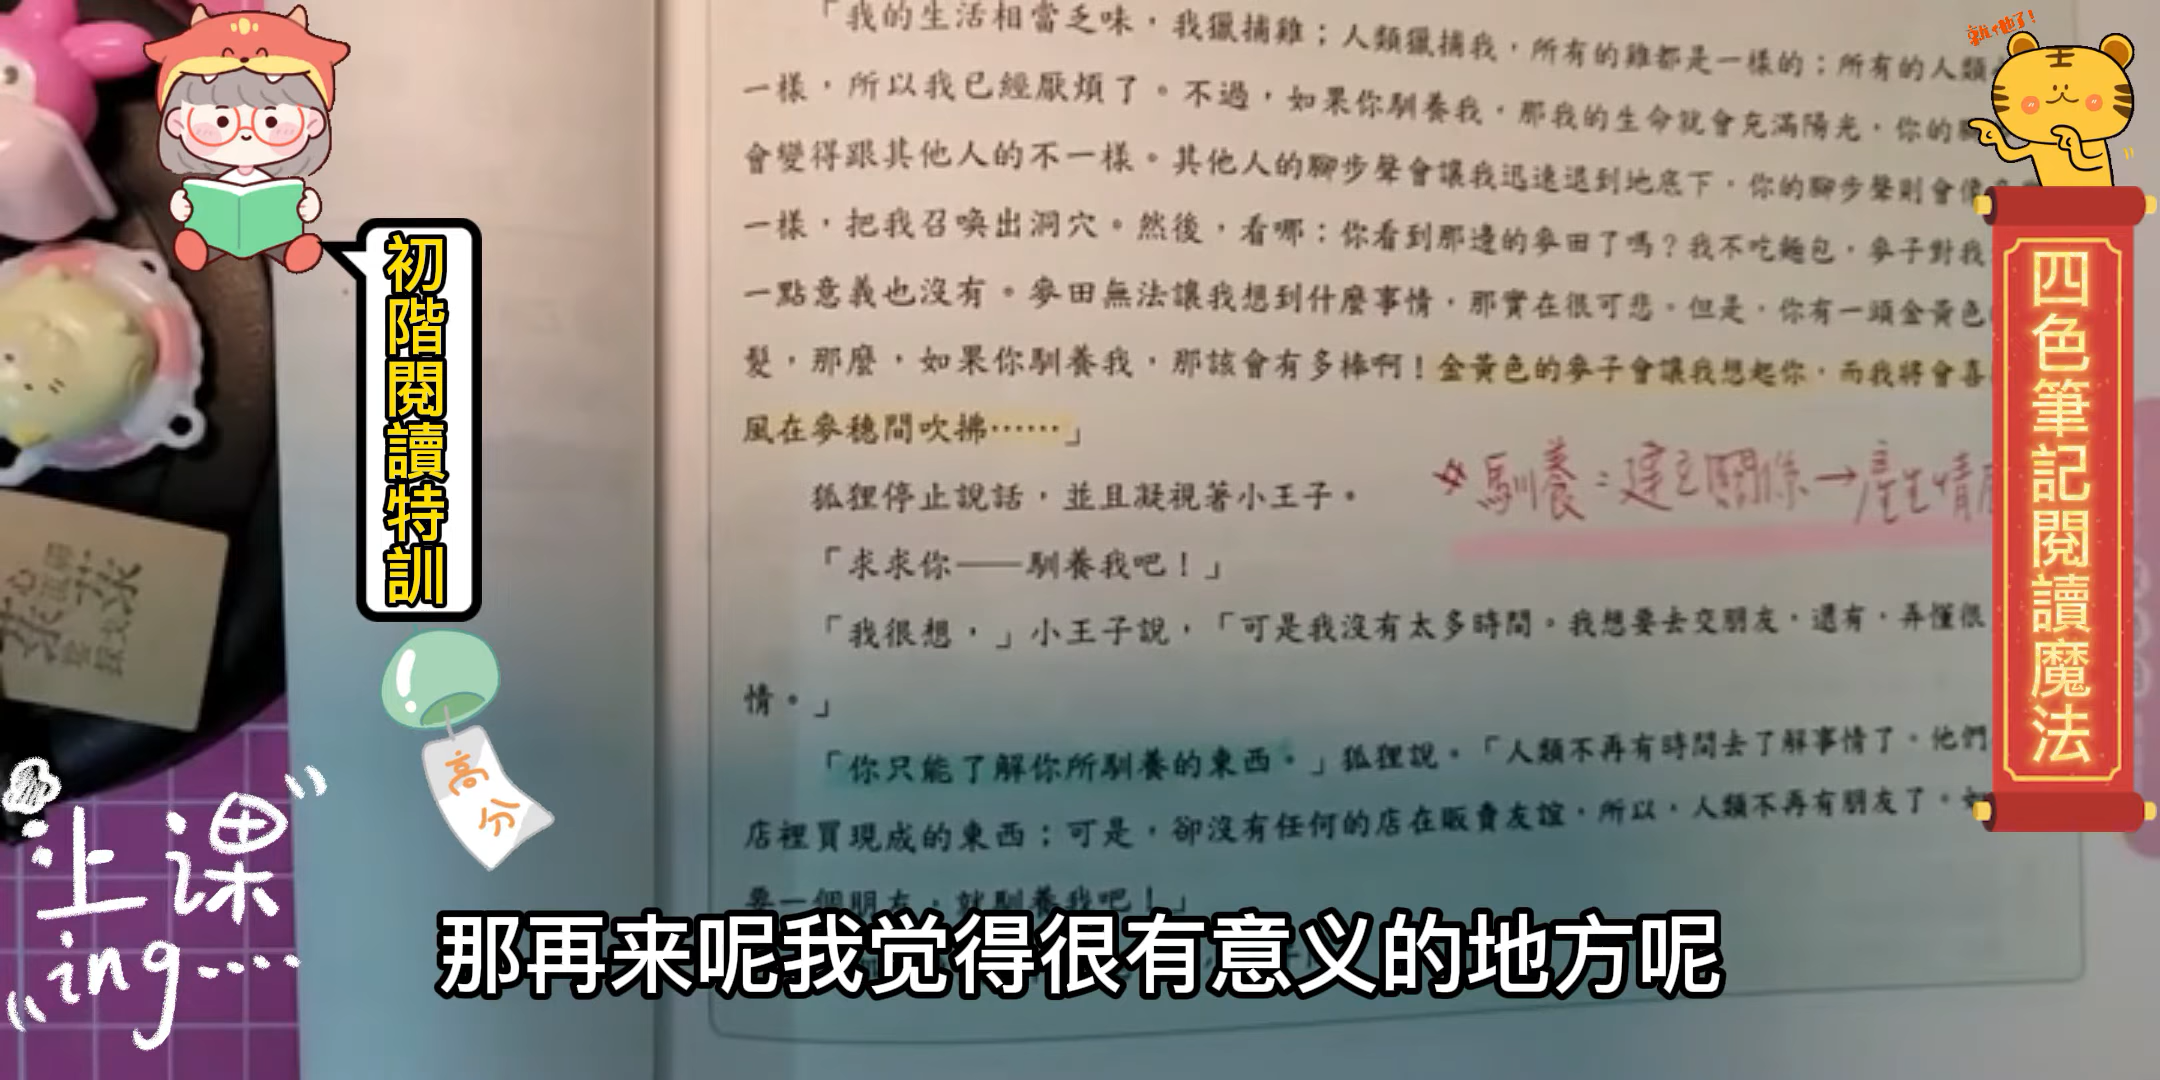 「我的生活相當乏味，我獵捕雞；人類獵捕我，所有的雞都是一樣的；所有的人類
一樣，所以我已經厭煩了。不過，如果你馴養我，那我的生命就會充滿陽光，你的腳
會變得跟其他人的不一樣。其他人的腳步聲會讓我迅速退到地底下，你的腳步聲則會像
一樣，把我召喚出洞穴。然後，看哪：你看到那邊的麥田了嗎？我不吃麵包，麥子對我
一點意義也沒有。麥田無法讓我想到什麼事情，那實在很可悲。但是，你有一頭金黃色
髮，那麼，如果你馴養我，那該會有多棒啊！金黃色的麥子會讓我想起你，而我將會喜
風在麥穗間吹拂⋯⋯」
狐狸停止說話，並且凝視著小王子。
馴養：建立關係→產生情
「求求你——馴養我吧！」
「我很想，」小王子說，「可是我沒有太多時間。我想要去交朋友，還有，弄懂很
情。」
「你只能了解你所馴養的東西。」狐狸說。「人類不再有時間去了解事情了。他們
店裡買現成的東西；可是，卻沒有任何的店在販賣友誼，所以，人類不再有朋友了。
要一個朋友，就馴養我吧！」
初階閱讀特訓
高分
上课
ing....
就是他了!
士
四色筆記閱讀魔法
那再来呢我觉得很有意义的地方呢